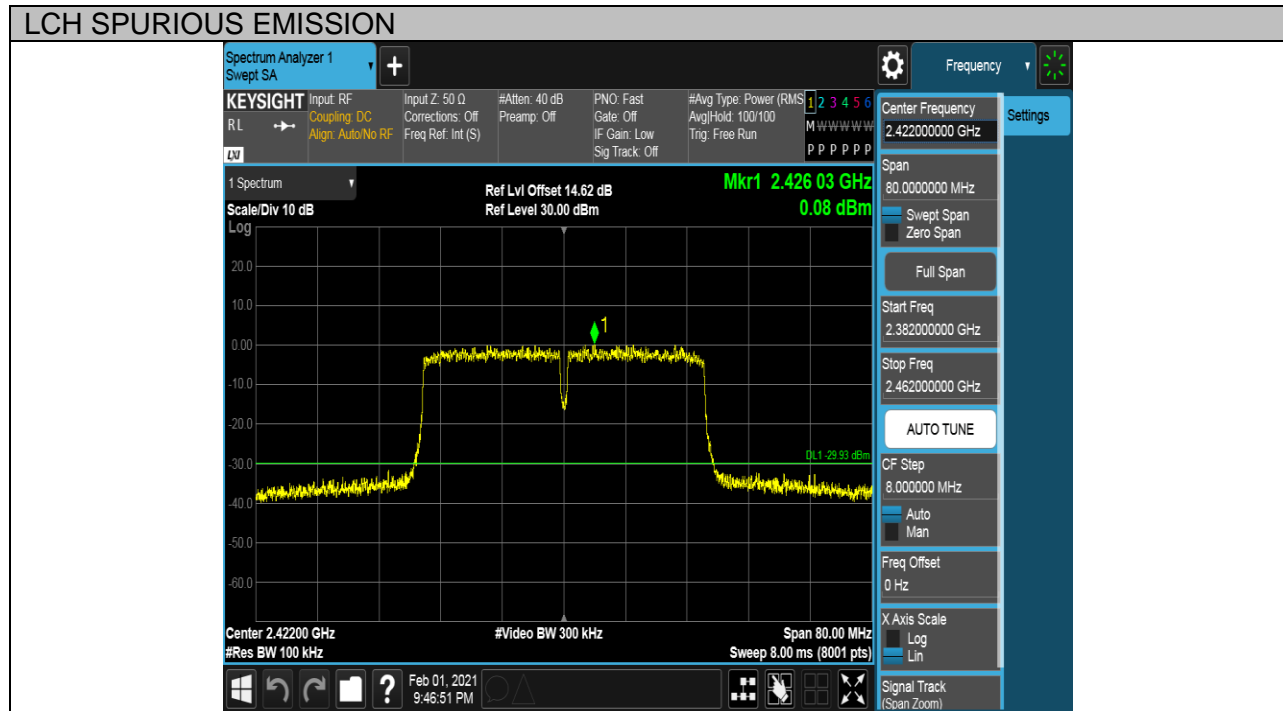 LCH SPURIOUS EMISSION
Spectrum Analyzer 1
Swept SA
+
Frequency
KEYSIGHT
RL
LXI
Input: RF
Coupling: DC
Align: Auto/No RF
Input Z: 50 Ω
Corrections: Off
Freq Ref: Int (S)
#Atten: 40 dB
Preamp: Off
PNO: Fast
Gate: Off
IF Gain: Low
Sig Track: Off
#Avg Type: Power (RMS
Avg|Hold: 100/100
Trig: Free Run
1 2 3 4 5 6
M W W W W W
P P P P P P
1 Spectrum
Scale/Div 10 dB
Log
Ref Lvl Offset 14.62 dB
Ref Level 30.00 dBm
Mkr1 2.426 03 GHz
0.08 dBm
20.0
10.0
0.00
-10.0
-20.0
-30.0
-40.0
-50.0
-60.0
1
DL1 -29.93 dBm
Center 2.42200 GHz
#Res BW 100 kHz
#Video BW 300 kHz
Span 80.00 MHz
Sweep 8.00 ms (8001 pts)
Feb 01, 2021
9:46:51 PM
?
Center Frequency
2.422000000 GHz
Span
80.0000000 MHz
Swept Span
Zero Span
Full Span
Start Freq
2.382000000 GHz
Stop Freq
2.462000000 GHz
AUTO TUNE
CF Step
8.000000 MHz
Auto
Man
Freq Offset
0 Hz
X Axis Scale
Log
Lin
Signal Track
(Span Zoom)
Settings